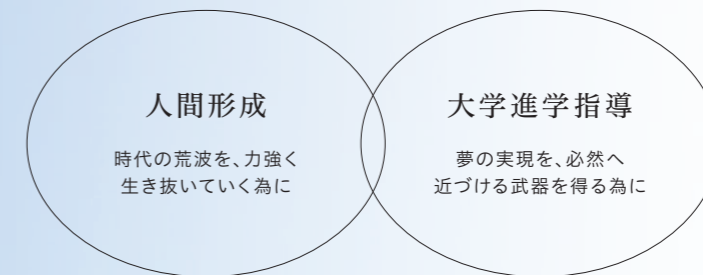 人間形成
時代の荒波を、力強く
生き抜いていく為に
大学進学指導
夢の実現を、必然へ
近づける武器を得る為に